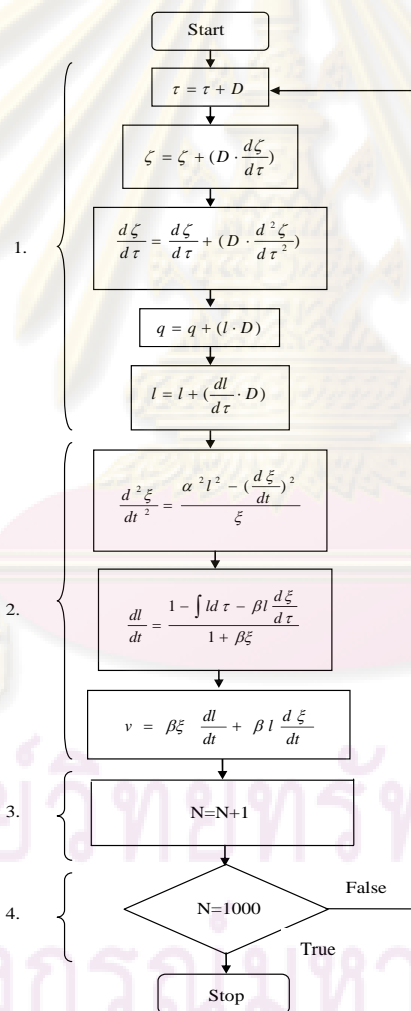 Start
1.
τ = τ + D
ζ = ζ + (D · dζ/dτ)
dζ/dτ = dζ/dτ + (D · d²ζ/dτ²)
q = q + (l · D)
l = l + (dl/dτ · D)
2.
d²ξ/dt² = (α²l² − (dξ/dt)²)/ξ
dl/dt = (1 − ∫ldτ − βl dξ/dτ)/(1 + βξ)
v = βξ dl/dt + βl dξ/dt
3.
N=N+1
4.
N=1000
False
True
Stop